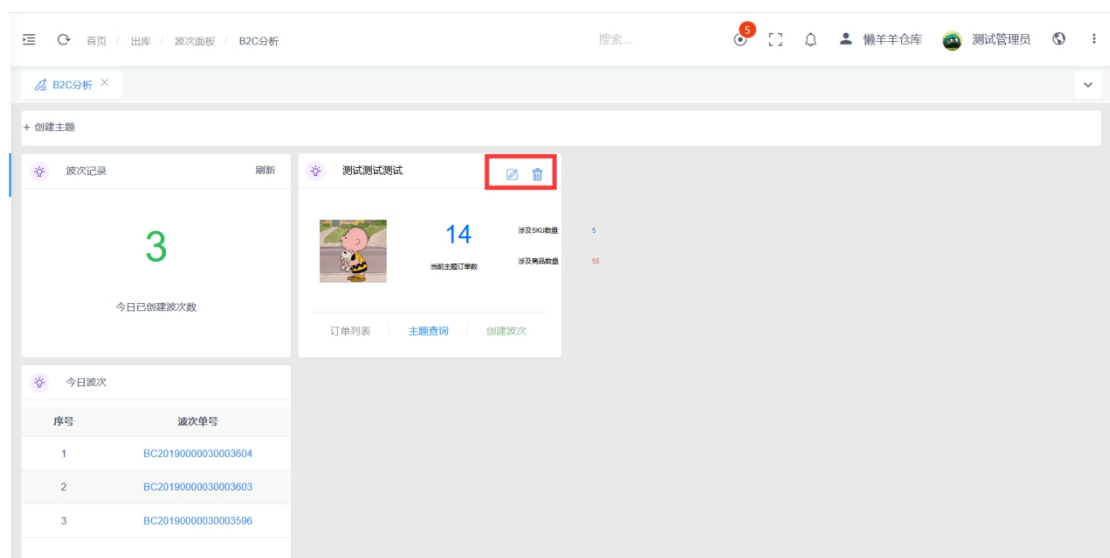 首页 / 出库 / 波次面板 / B2C分析 搜索... 5 懒羊羊仓库 测试管理员
B2C分析 ×
+ 创建主题
波次记录 刷新
3
今日已创建波次数
测试测试测试
14
当前主题订单数
涉及SKU数量 5
涉及商品数量 55
订单列表 主题查询 创建波次
今日波次
序号 波次单号
1 BC20190000030003604
2 BC20190000030003603
3 BC20190000030003596